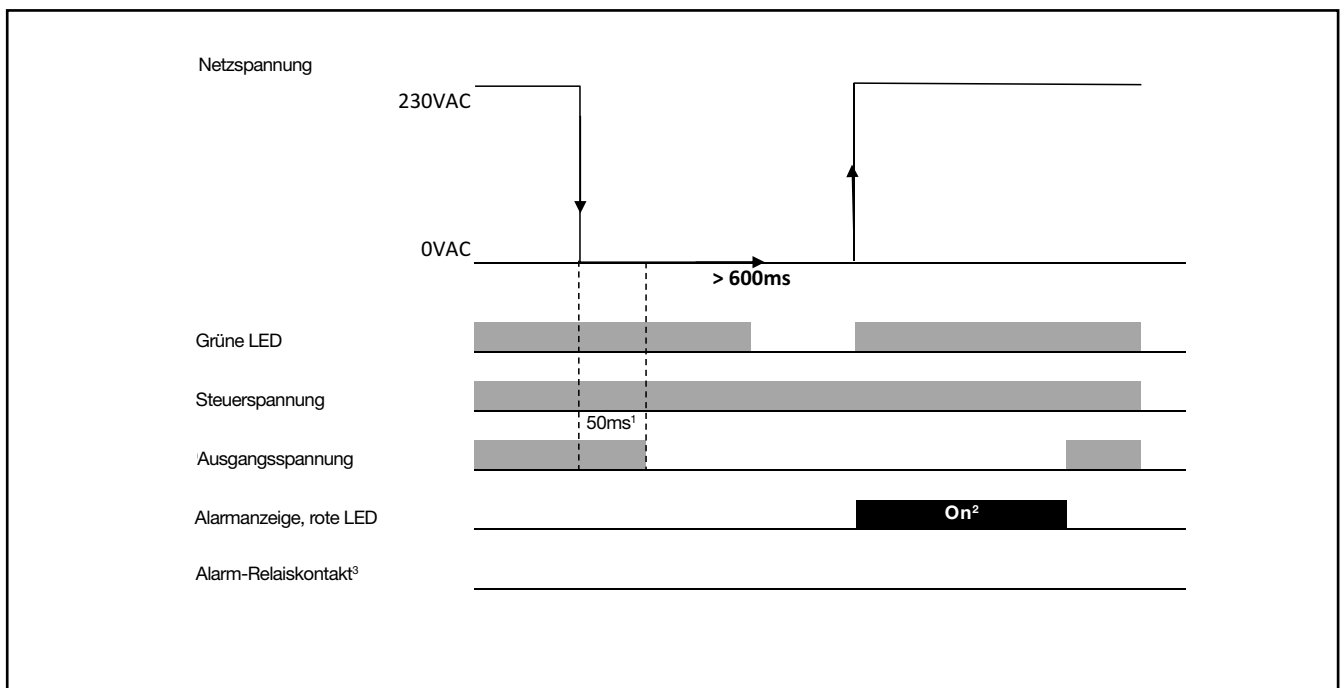 Netzspannung
230VAC
0VAC
> 600ms
Grüne LED
Steuerspannung
50ms¹
Ausgangsspannung
Alarmanzeige, rote LED
On²
Alarm-Relaiskontakt³